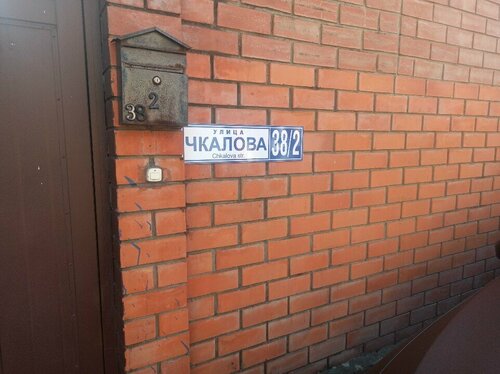 2
38
УЛИЦА
ЧКАЛОВА 38/2
Chkalova str.